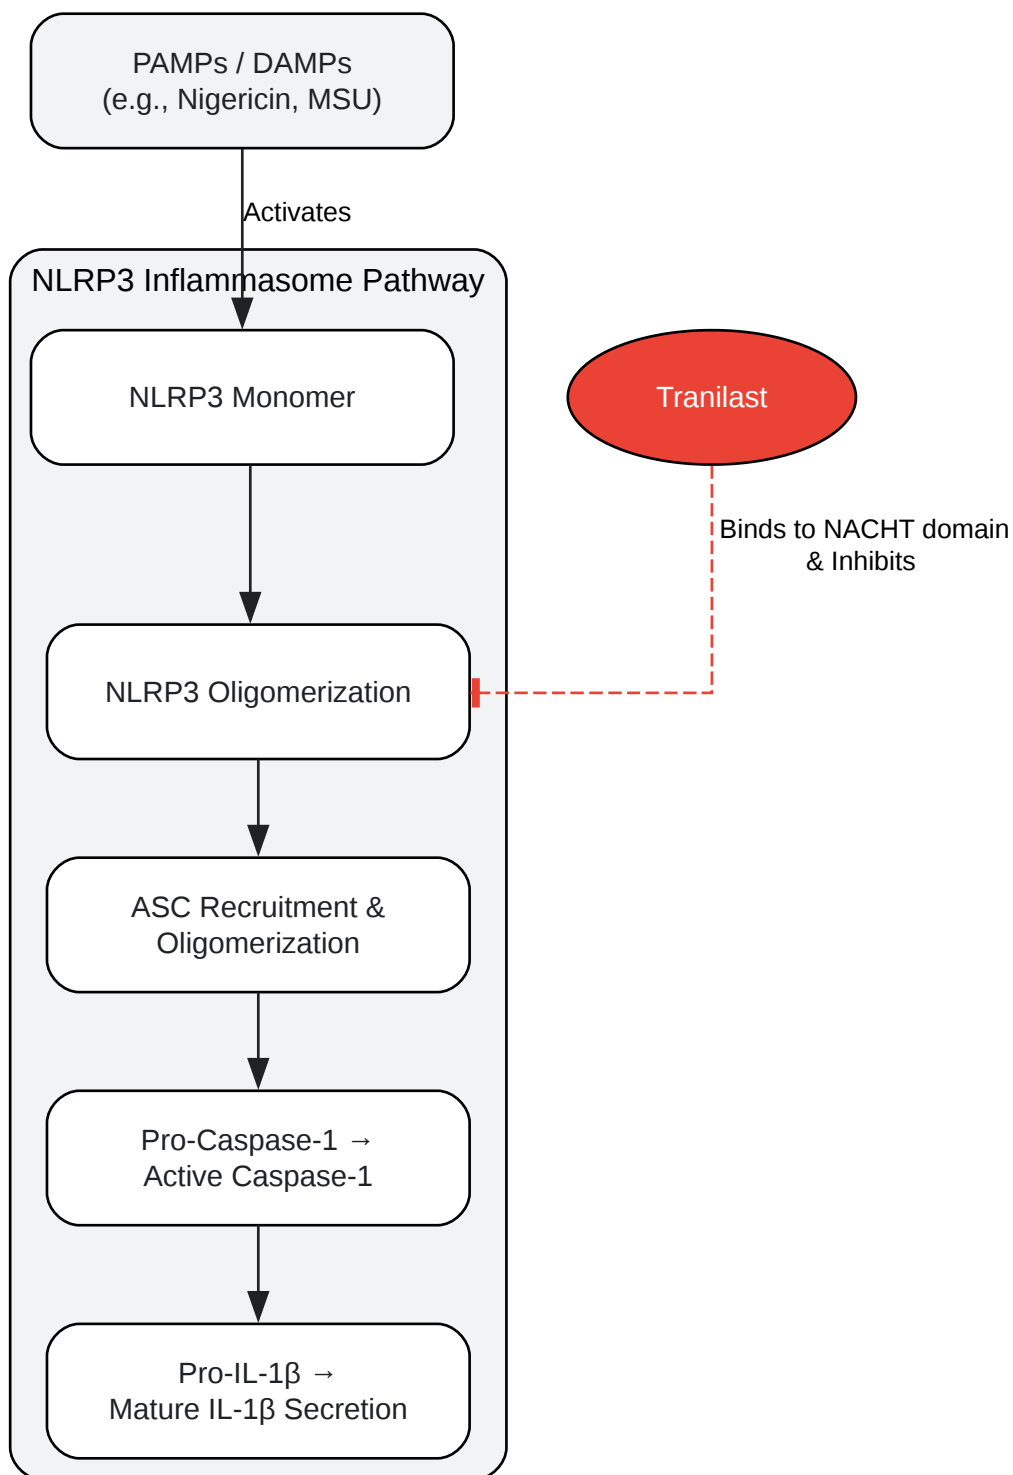 PAMPs / DAMPs
(e.g., Nigericin, MSU)
Activates
NLRP3 Inflammasome Pathway
NLRP3 Monomer
Tranilast
Binds to NACHT domain
& Inhibits
NLRP3 Oligomerization
ASC Recruitment &
Oligomerization
Pro-Caspase-1 →
Active Caspase-1
Pro-IL-1β →
Mature IL-1β Secretion